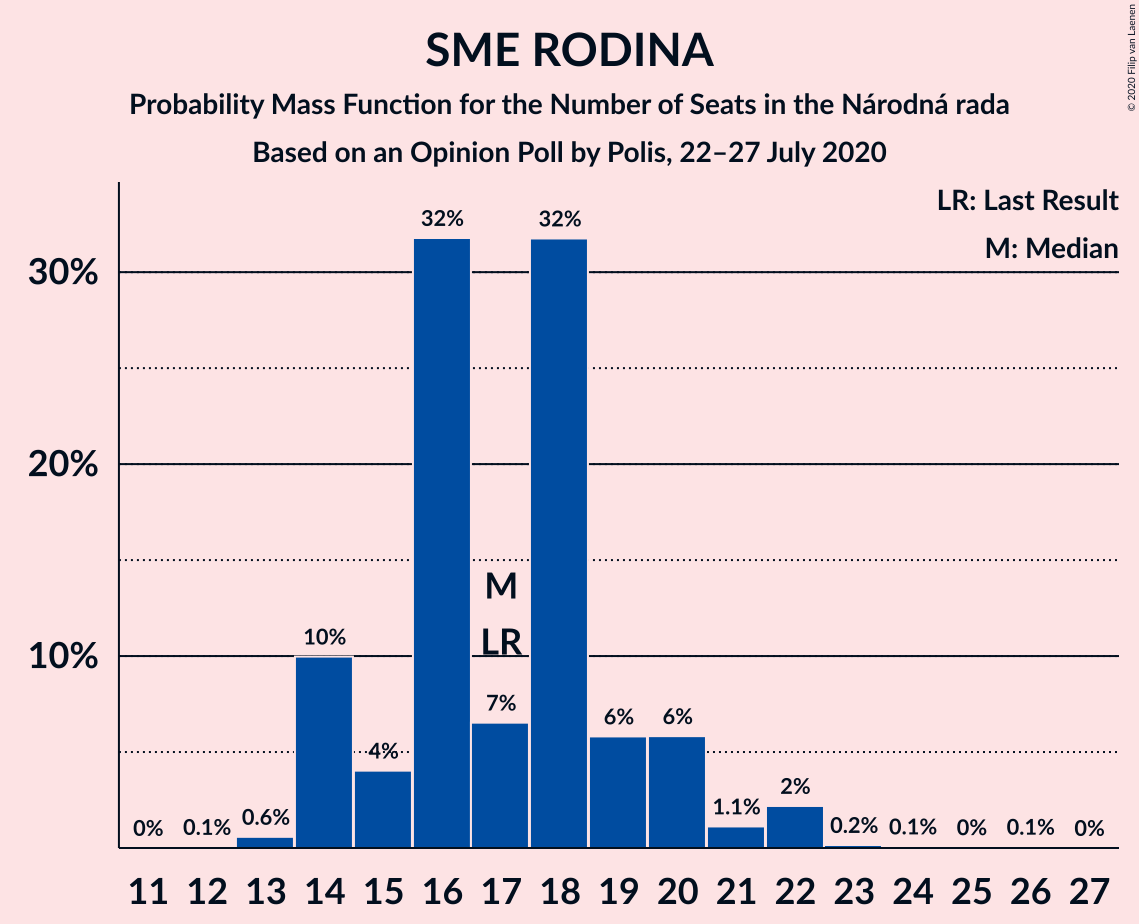 © 2020 Filip van Laenen
SME RODINA
Probability Mass Function for the Number of Seats in the Národná rada
Based on an Opinion Poll by Polis, 22–27 July 2020
LR: Last Result
M: Median
32% 32%
30%
20%
M
LR
10%
10%
7%
6% 6%
4%
2%
1.1%
0.6%
0% 0.1% 0.2% 0.1% 0% 0.1% 0%
11 12 13 14 15 16 17 18 19 20 21 22 23 24 25 26 27